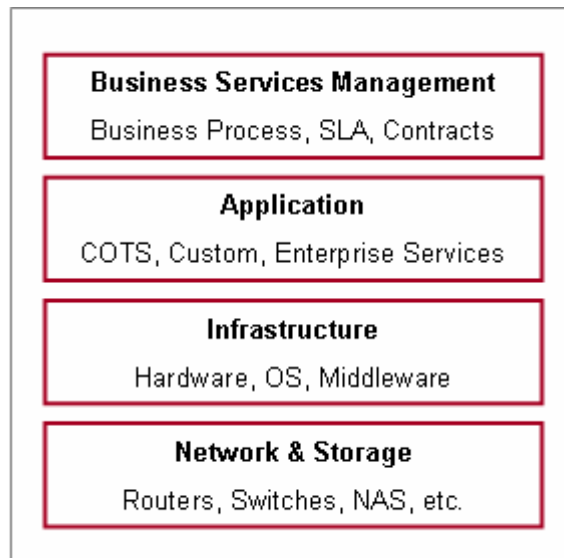 Business Services Management
Business Process, SLA, Contracts
Application
COTS, Custom, Enterprise Services
Infrastructure
Hardware, OS, Middleware
Network & Storage
Routers, Switches, NAS, etc.